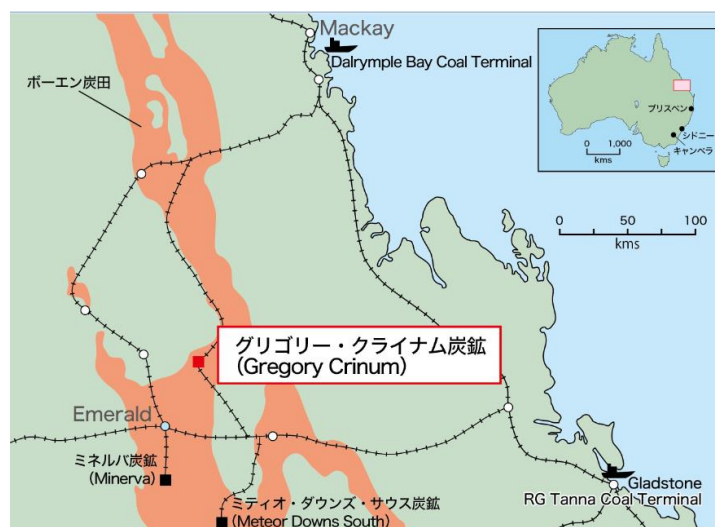 Mackay
Dalrymple Bay Coal Terminal
ボーエン炭田
ブリスベン
シドニー
キャンベラ
0 1,000
kms
0 50 100
kms
グリゴリー・クライナム炭鉱
(Gregory Crinum)
Emerald
ミネルバ炭鉱
(Minerva)
ミティオ・ダウンズ・サウス炭鉱
(Meteor Downs South)
Gladstone
RG Tanna Coal Terminal